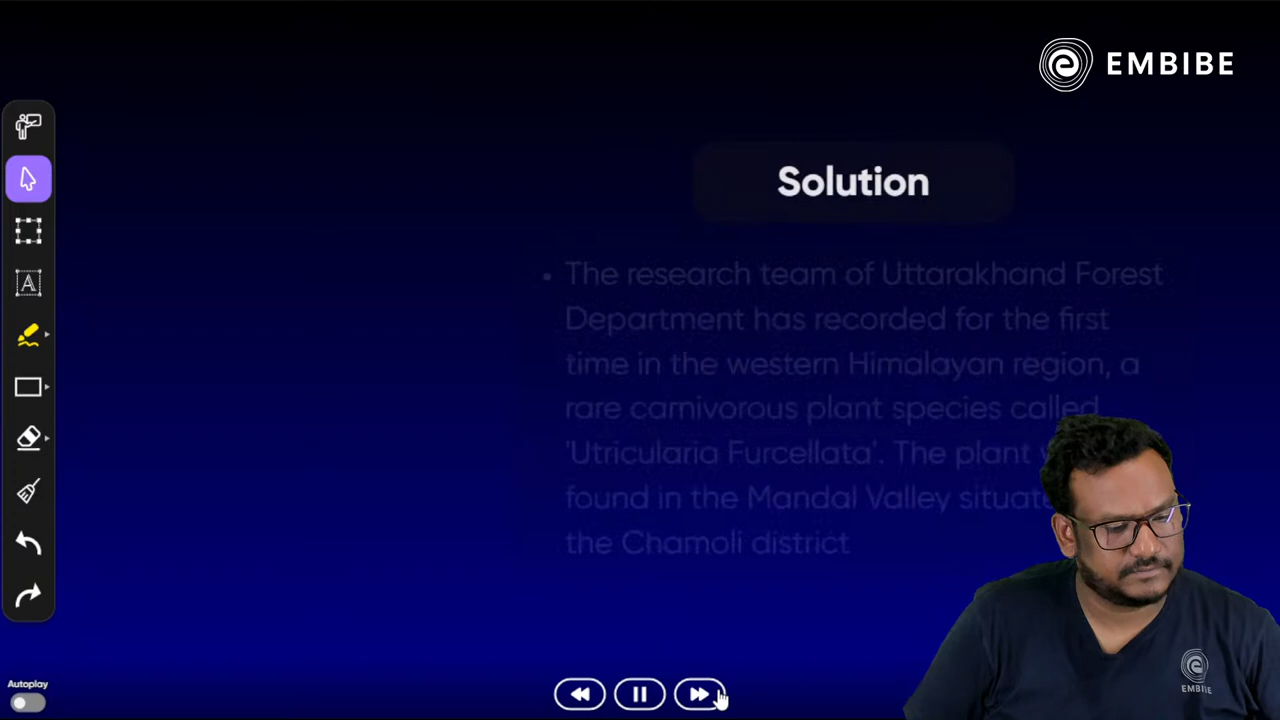 EMBIBE
Solution
• The research team of Uttarakhand Forest
Department has recorded for the first
time in the western Himalayan region, a
rare carnivorous plant species called
'Utricularia Furcellata'. The plant
found in the Mandal Valley
the Chamoli district
EMBIBE
Autoplay